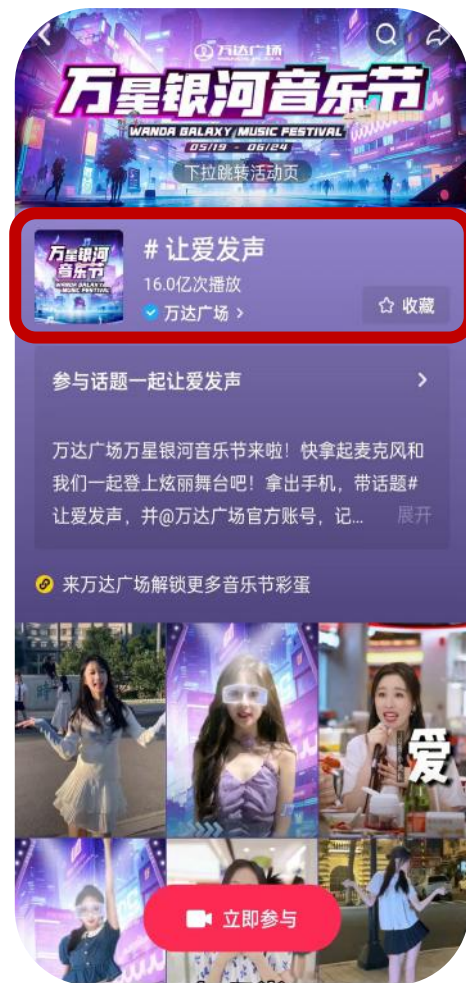 万达广场
万星银河音乐节
WANDA GALAXY MUSIC FESTIVAL
05/19 - 06/24
下拉跳转活动页
万星银河
音乐节
WANDA GALAXY
MUSIC FESTIVAL
# 让爱发声
16.0亿次播放
万达广场 >
收藏
参与话题一起让爱发声 >
万达广场万星银河音乐节来啦！快拿起麦克风和
我们一起登上炫丽舞台吧！拿出手机，带话题#
让爱发声，并@万达广场官方账号，记... 展开
来万达广场解锁更多音乐节彩蛋
爱
立即参与